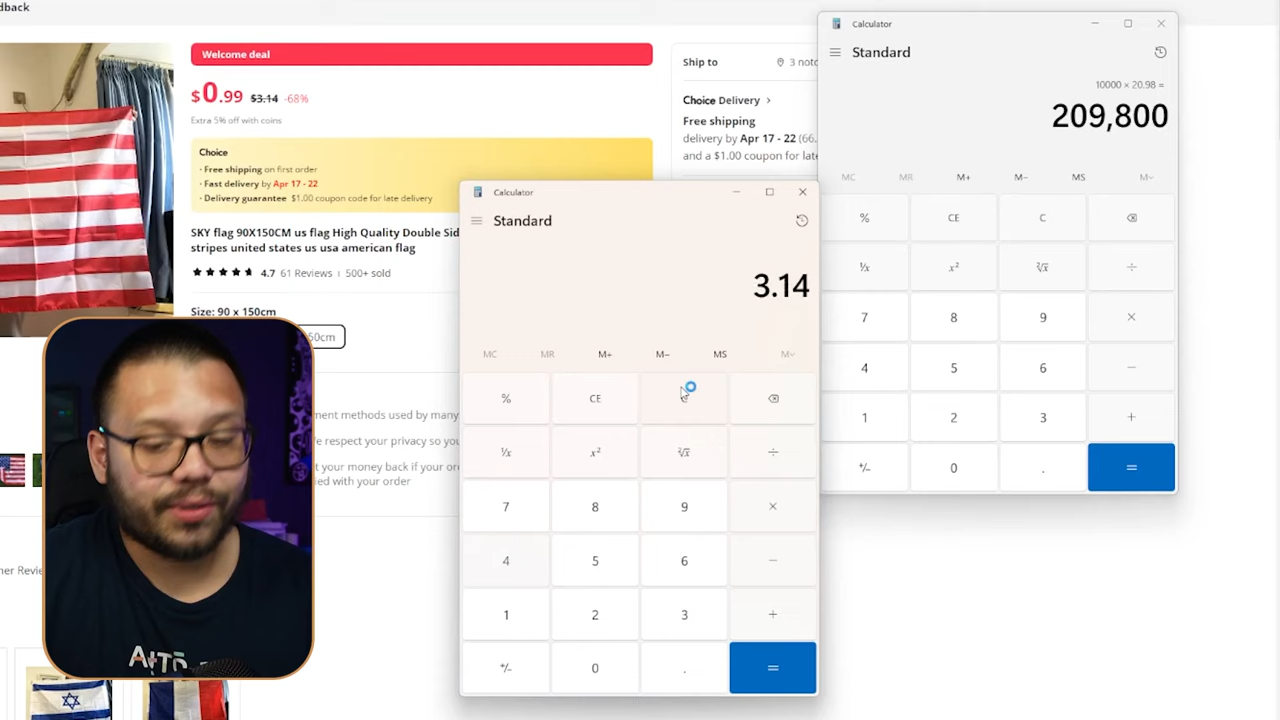 dback
Welcome deal
$0.99 $3.14 -68%
Extra 5% off with coins
Choice
· Free shipping on first order
· Fast delivery by Apr 17 - 22
· Delivery guarantee $1.00 coupon code for late delivery
SKY flag 90X150CM us flag High Quality Double Sid
stripes united states us usa american flag
4.7 61 Reviews | 500+ sold
Size: 90 x 150cm
50cm
ment methods used by many
e respect your privacy so you
t your money back if your or
ied with your order
ner Revie
Ship to 3 noto
Choice Delivery >
Free shipping
delivery by Apr 17 - 22 (66.
and a $1.00 coupon for late
Calculator
Standard
3.14
MC MR M+ M− MS M˅
% CE C ⌫
¹/x x² ²√x ÷
7 8 9 ×
4 5 6 −
1 2 3 +
+/− 0 . =
Calculator
Standard
10000 × 20.98 =
209,800
MC MR M+ M− MS M˅
% CE C ⌫
¹/x x² ²√x ÷
7 8 9 ×
4 5 6 −
1 2 3 +
+/− 0 . =